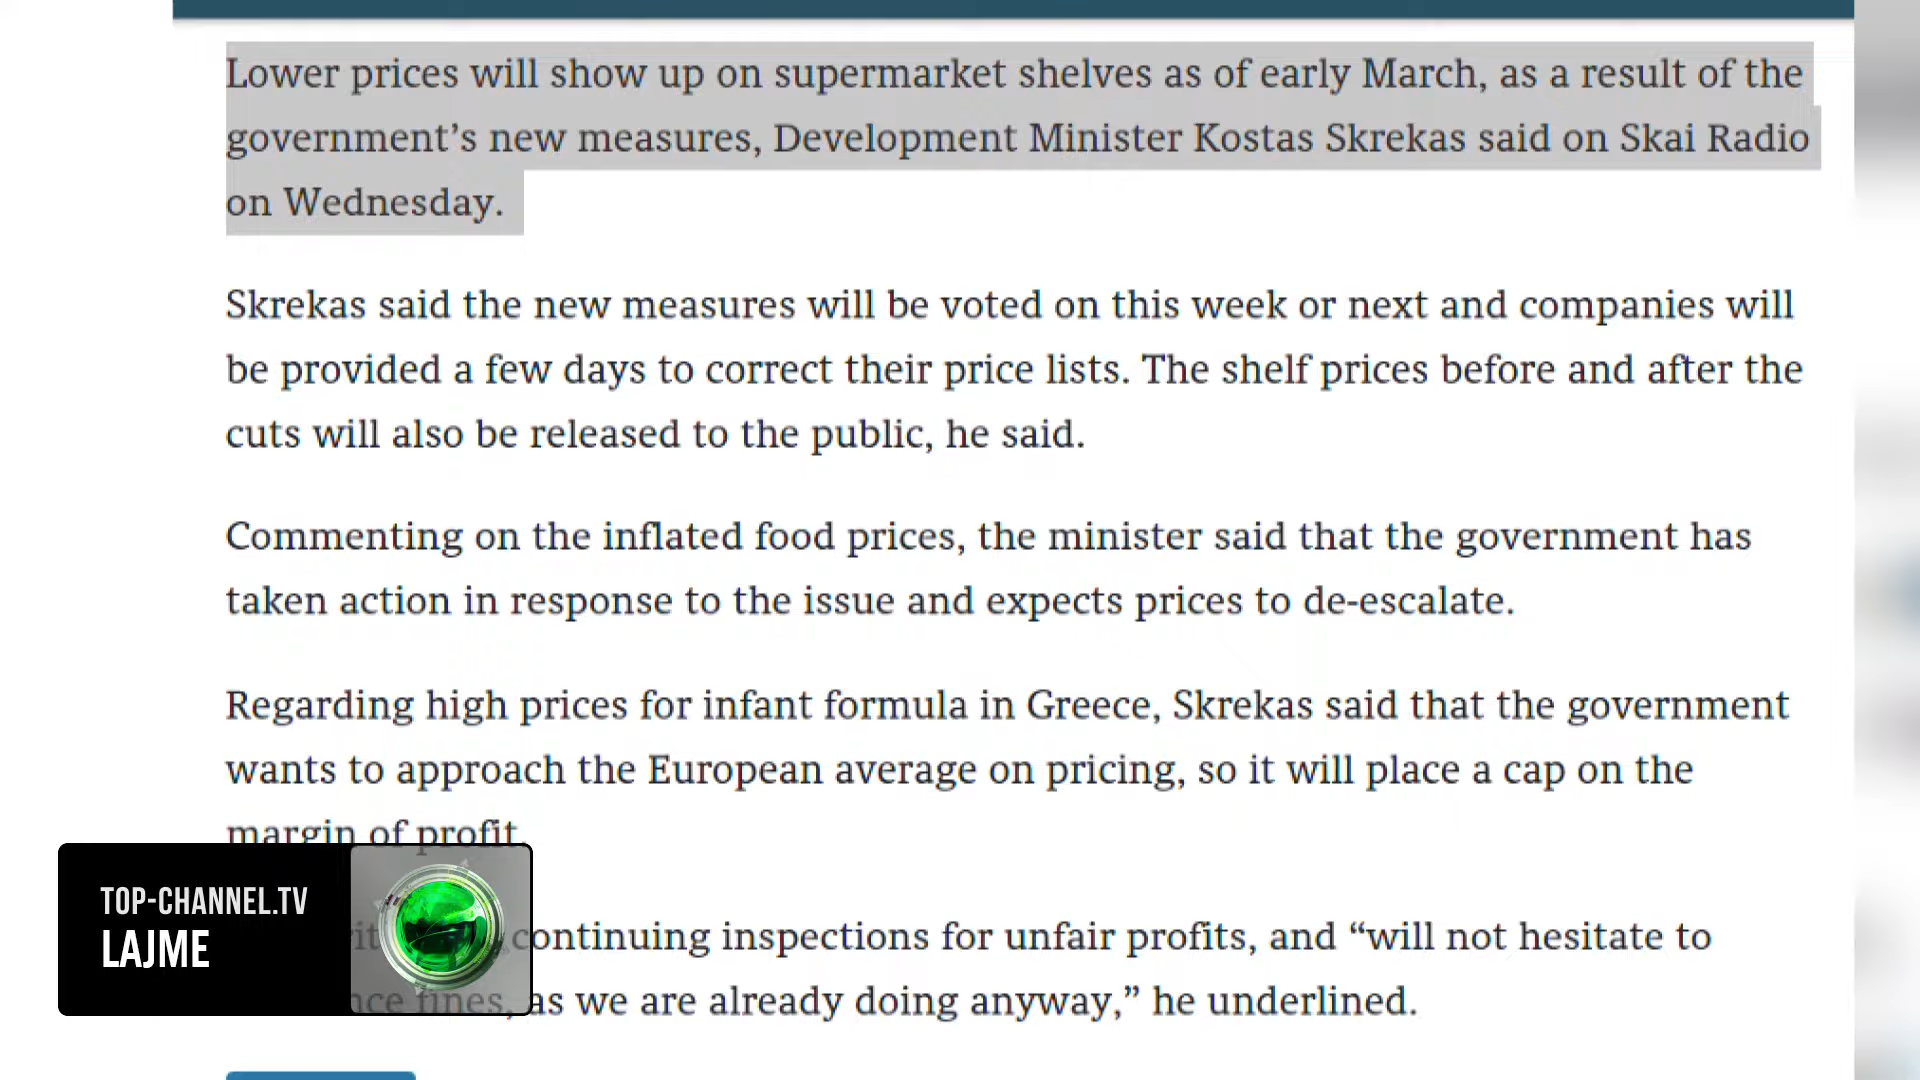 Lower prices will show up on supermarket shelves as of early March, as a result of the
government’s new measures, Development Minister Kostas Skrekas said on Skai Radio
on Wednesday.
Skrekas said the new measures will be voted on this week or next and companies will
be provided a few days to correct their price lists. The shelf prices before and after the
cuts will also be released to the public, he said.
Commenting on the inflated food prices, the minister said that the government has
taken action in response to the issue and expects prices to de-escalate.
Regarding high prices for infant formula in Greece, Skrekas said that the government
wants to approach the European average on pricing, so it will place a cap on the
margin of profit.
continuing inspections for unfair profits, and “will not hesitate to
fines, as we are already doing anyway,” he underlined.
TOP-CHANNEL.TV
LAJME